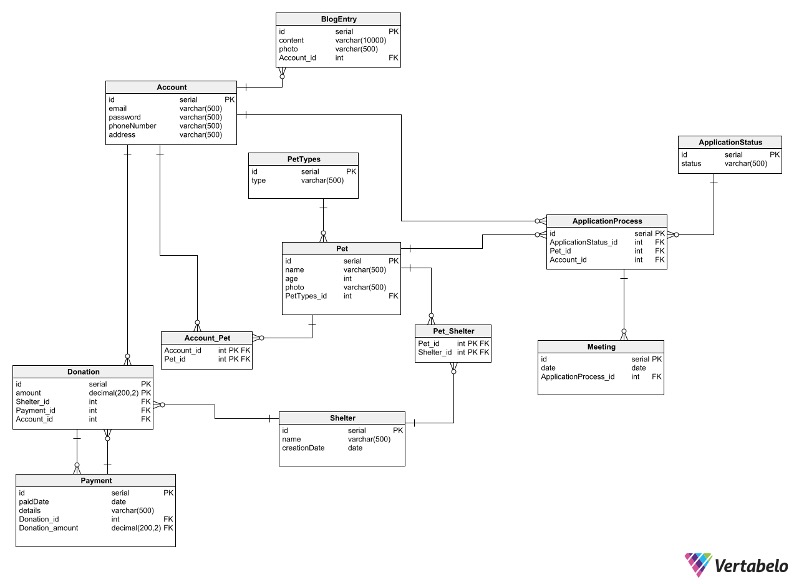 BlogEntry
id serial PK
content varchar(10000)
photo varchar(500)
Account_id int FK
Account
id serial PK
email varchar(500)
password varchar(500)
phoneNumber varchar(500)
address varchar(500)
PetTypes
id serial PK
type varchar(500)
ApplicationStatus
id serial PK
status varchar(500)
ApplicationProcess
id serial PK
ApplicationStatus_id int FK
Pet_id int FK
Account_id int FK
Pet
id serial PK
name varchar(500)
age int
photo varchar(500)
PetTypes_id int FK
Account_Pet
Account_id int PK FK
Pet_id int PK FK
Pet_Shelter
Pet_id int PK FK
Shelter_id int PK FK
Meeting
id serial PK
date date
ApplicationProcess_id int FK
Donation
id serial PK
amount decimal(200,2) PK
Shelter_id int FK
Payment_id int FK
Account_id int FK
Shelter
id serial PK
name varchar(500)
creationDate date
Payment
id serial PK
paidDate date
details varchar(500)
Donation_id int FK
Donation_amount decimal(200,2) FK
Vertabelo